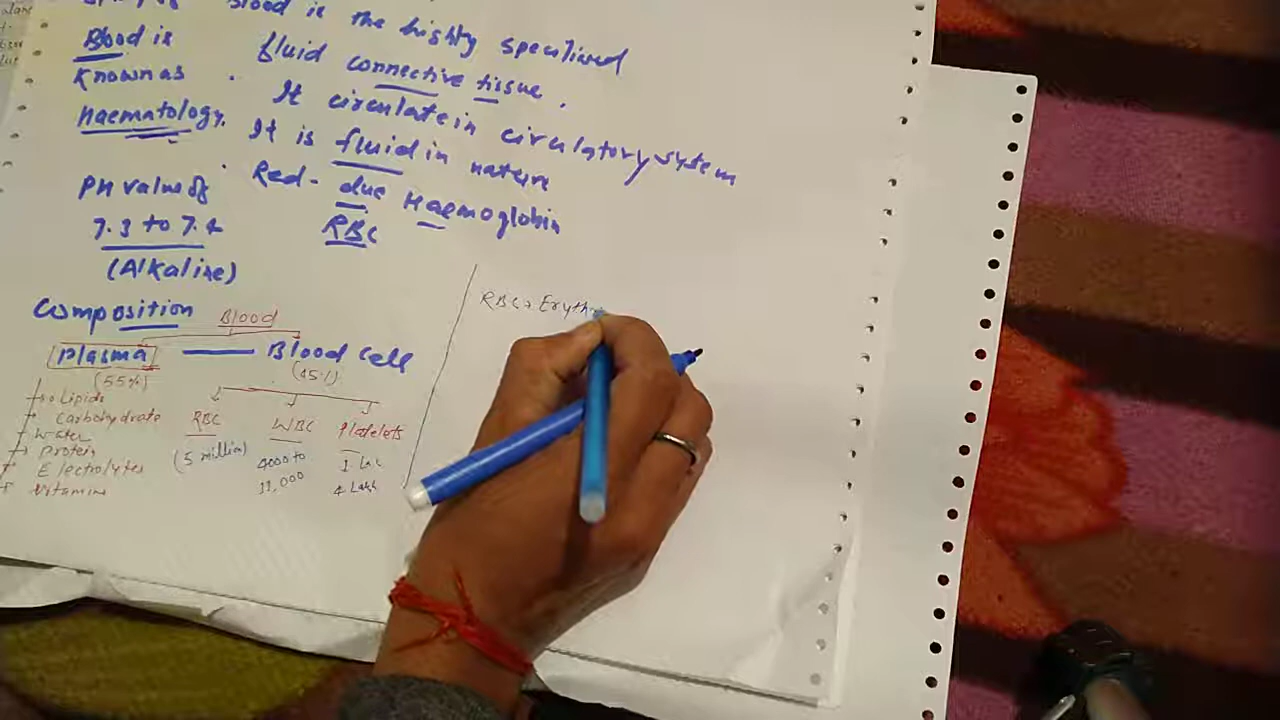 Blood is the highly specilized
Blood is
fluid connective tissue.
Known as
It circulate in circulatory system
Haematology.
It is fluid in nature
PH value of
Red - due Haemoglobin
7.3 to 7.4
RBC
(Alkaline)
Composition
Blood
Plasma
Blood Cell
(55%)
(45%)
Lipids
Carbohydrate
Water
Protein
Electrolytes
Vitamins
RBC
WBC
Platelets
(5 million)
4000 to
11,000
1 Lac
4 Lakh
RBC → Eryth